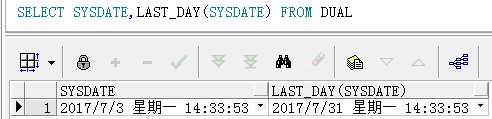 SELECT SYSDATE,LAST_DAY(SYSDATE) FROM DUAL
SYSDATE LAST_DAY(SYSDATE)
1 2017/7/3 星期一 14:33:53 2017/7/31 星期一 14:33:53